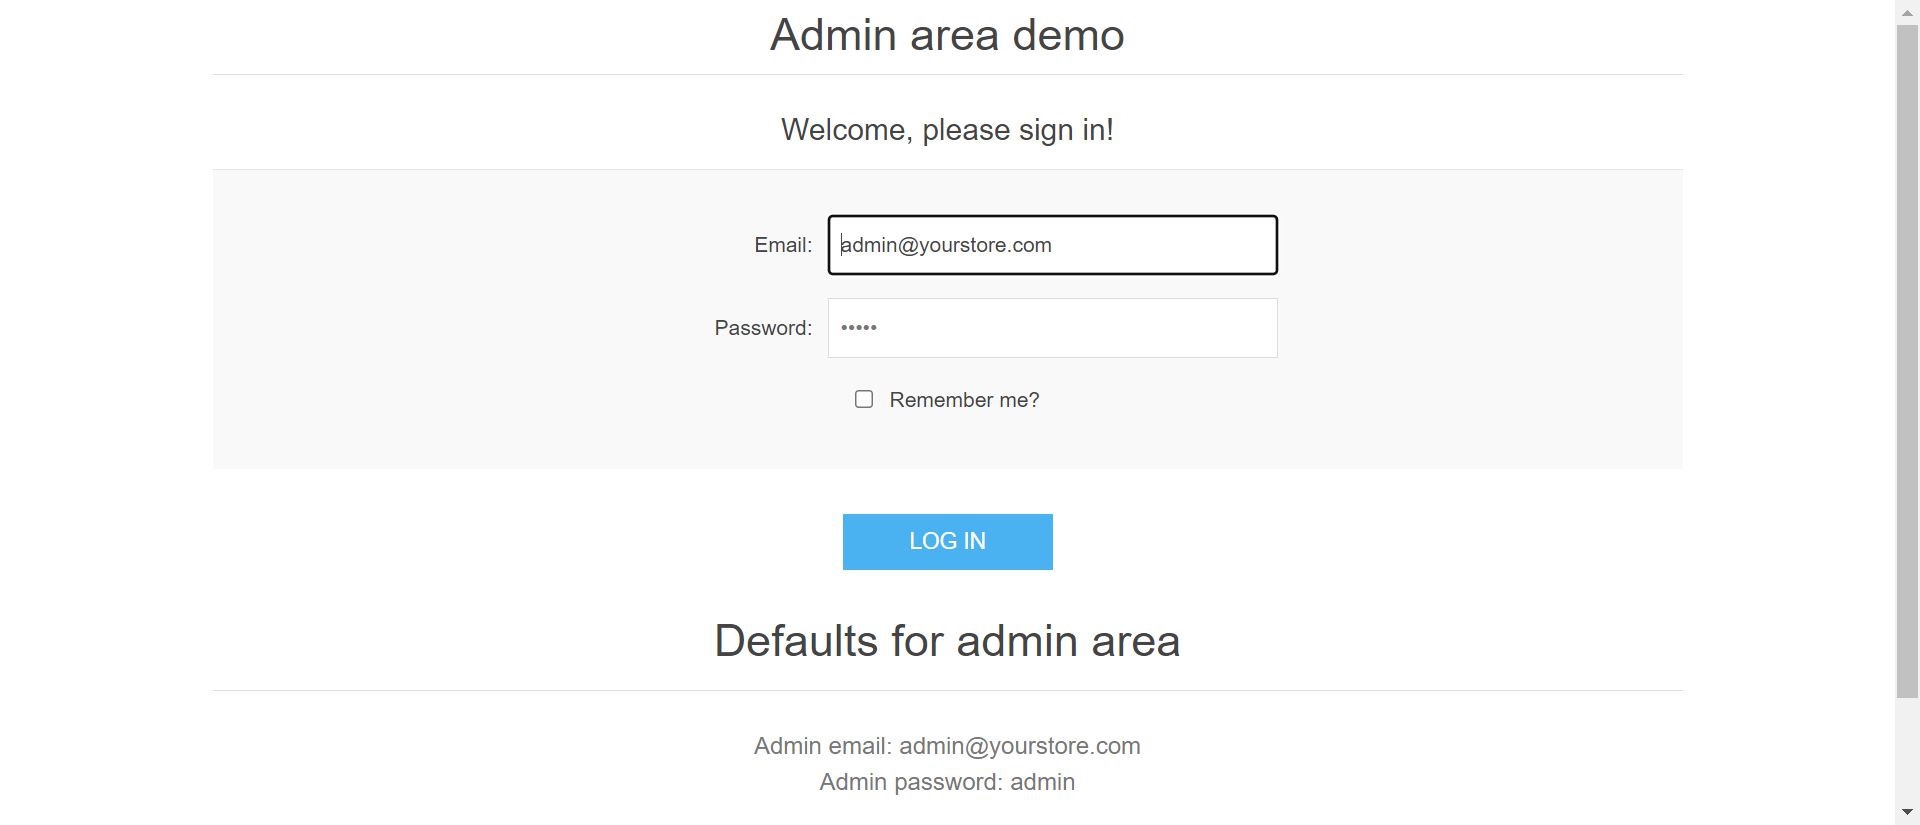 Admin area demo
Welcome, please sign in!
Email: admin@yourstore.com
Password: •••••
Remember me?
LOG IN
Defaults for admin area
Admin email: admin@yourstore.com
Admin password: admin